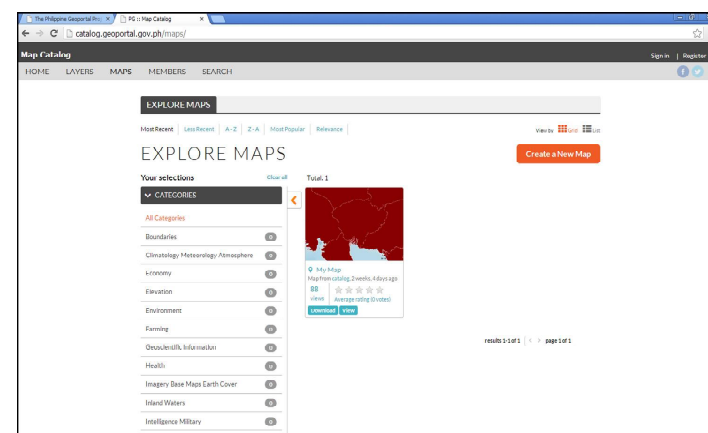 The Philippine Geoportal Pro
PG :: Map Catalog
catalog.geoportal.gov.ph/maps/
Map Catalog
Sign in | Register
HOME LAYERS MAPS MEMBERS SEARCH
EXPLORE MAPS
Most Recent Less Recent A - Z Z - A Most Popular Relevance
View by Grid List
EXPLORE MAPS
Create a New Map
Your selections Clear all
Total: 1
CATEGORIES
All Categories
Boundaries 0
Climatology Meteorology Atmosphere 0
Economy 0
Elevation 0
Environment 0
Farming 0
Geoscientific Information 0
Health 0
Imagery Base Maps Earth Cover 0
Inland Waters 0
Intelligence Military 0
My Map
Map from catalog, 2 weeks, 4 days ago
88
views
Average rating (0 votes)
Download View
results 1-1 of 1 < > page 1 of 1